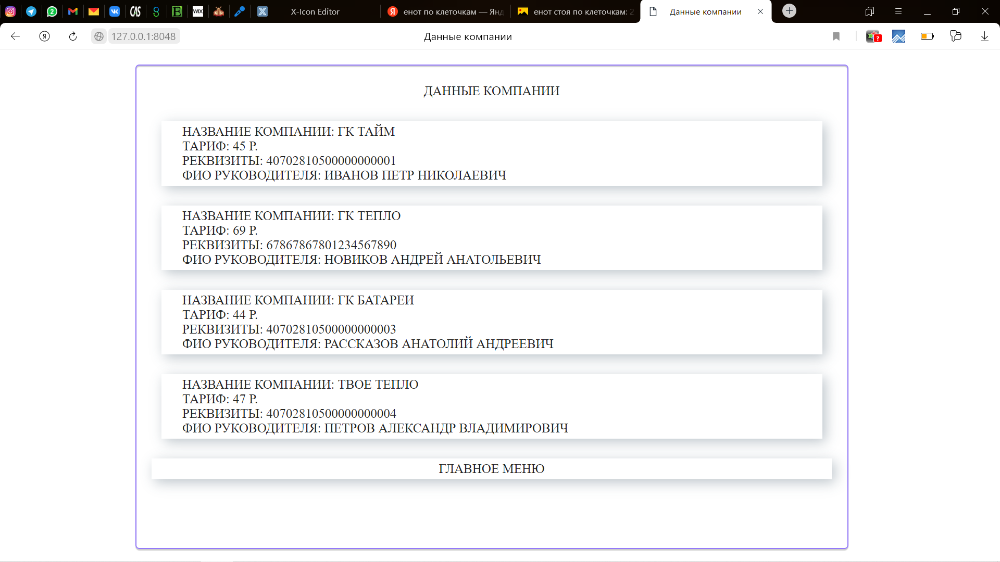 CAS
WIX
X-Icon Editor
енот по клеточкам — Янд
енот стоя по клеточкам: 2
Данные компании
127.0.0.1:8048
Данные компании
ДАННЫЕ КОМПАНИИ
НАЗВАНИЕ КОМПАНИИ: ГК ТАЙМ
ТАРИФ: 45 Р.
РЕКВИЗИТЫ: 40702810500000000001
ФИО РУКОВОДИТЕЛЯ: ИВАНОВ ПЕТР НИКОЛАЕВИЧ
НАЗВАНИЕ КОМПАНИИ: ГК ТЕПЛО
ТАРИФ: 69 Р.
РЕКВИЗИТЫ: 67867867801234567890
ФИО РУКОВОДИТЕЛЯ: НОВИКОВ АНДРЕЙ АНАТОЛЬЕВИЧ
НАЗВАНИЕ КОМПАНИИ: ГК БАТАРЕИ
ТАРИФ: 44 Р.
РЕКВИЗИТЫ: 40702810500000000003
ФИО РУКОВОДИТЕЛЯ: РАССКАЗОВ АНАТОЛИЙ АНДРЕЕВИЧ
НАЗВАНИЕ КОМПАНИИ: ТВОЕ ТЕПЛО
ТАРИФ: 47 Р.
РЕКВИЗИТЫ: 40702810500000000004
ФИО РУКОВОДИТЕЛЯ: ПЕТРОВ АЛЕКСАНДР ВЛАДИМИРОВИЧ
ГЛАВНОЕ МЕНЮ